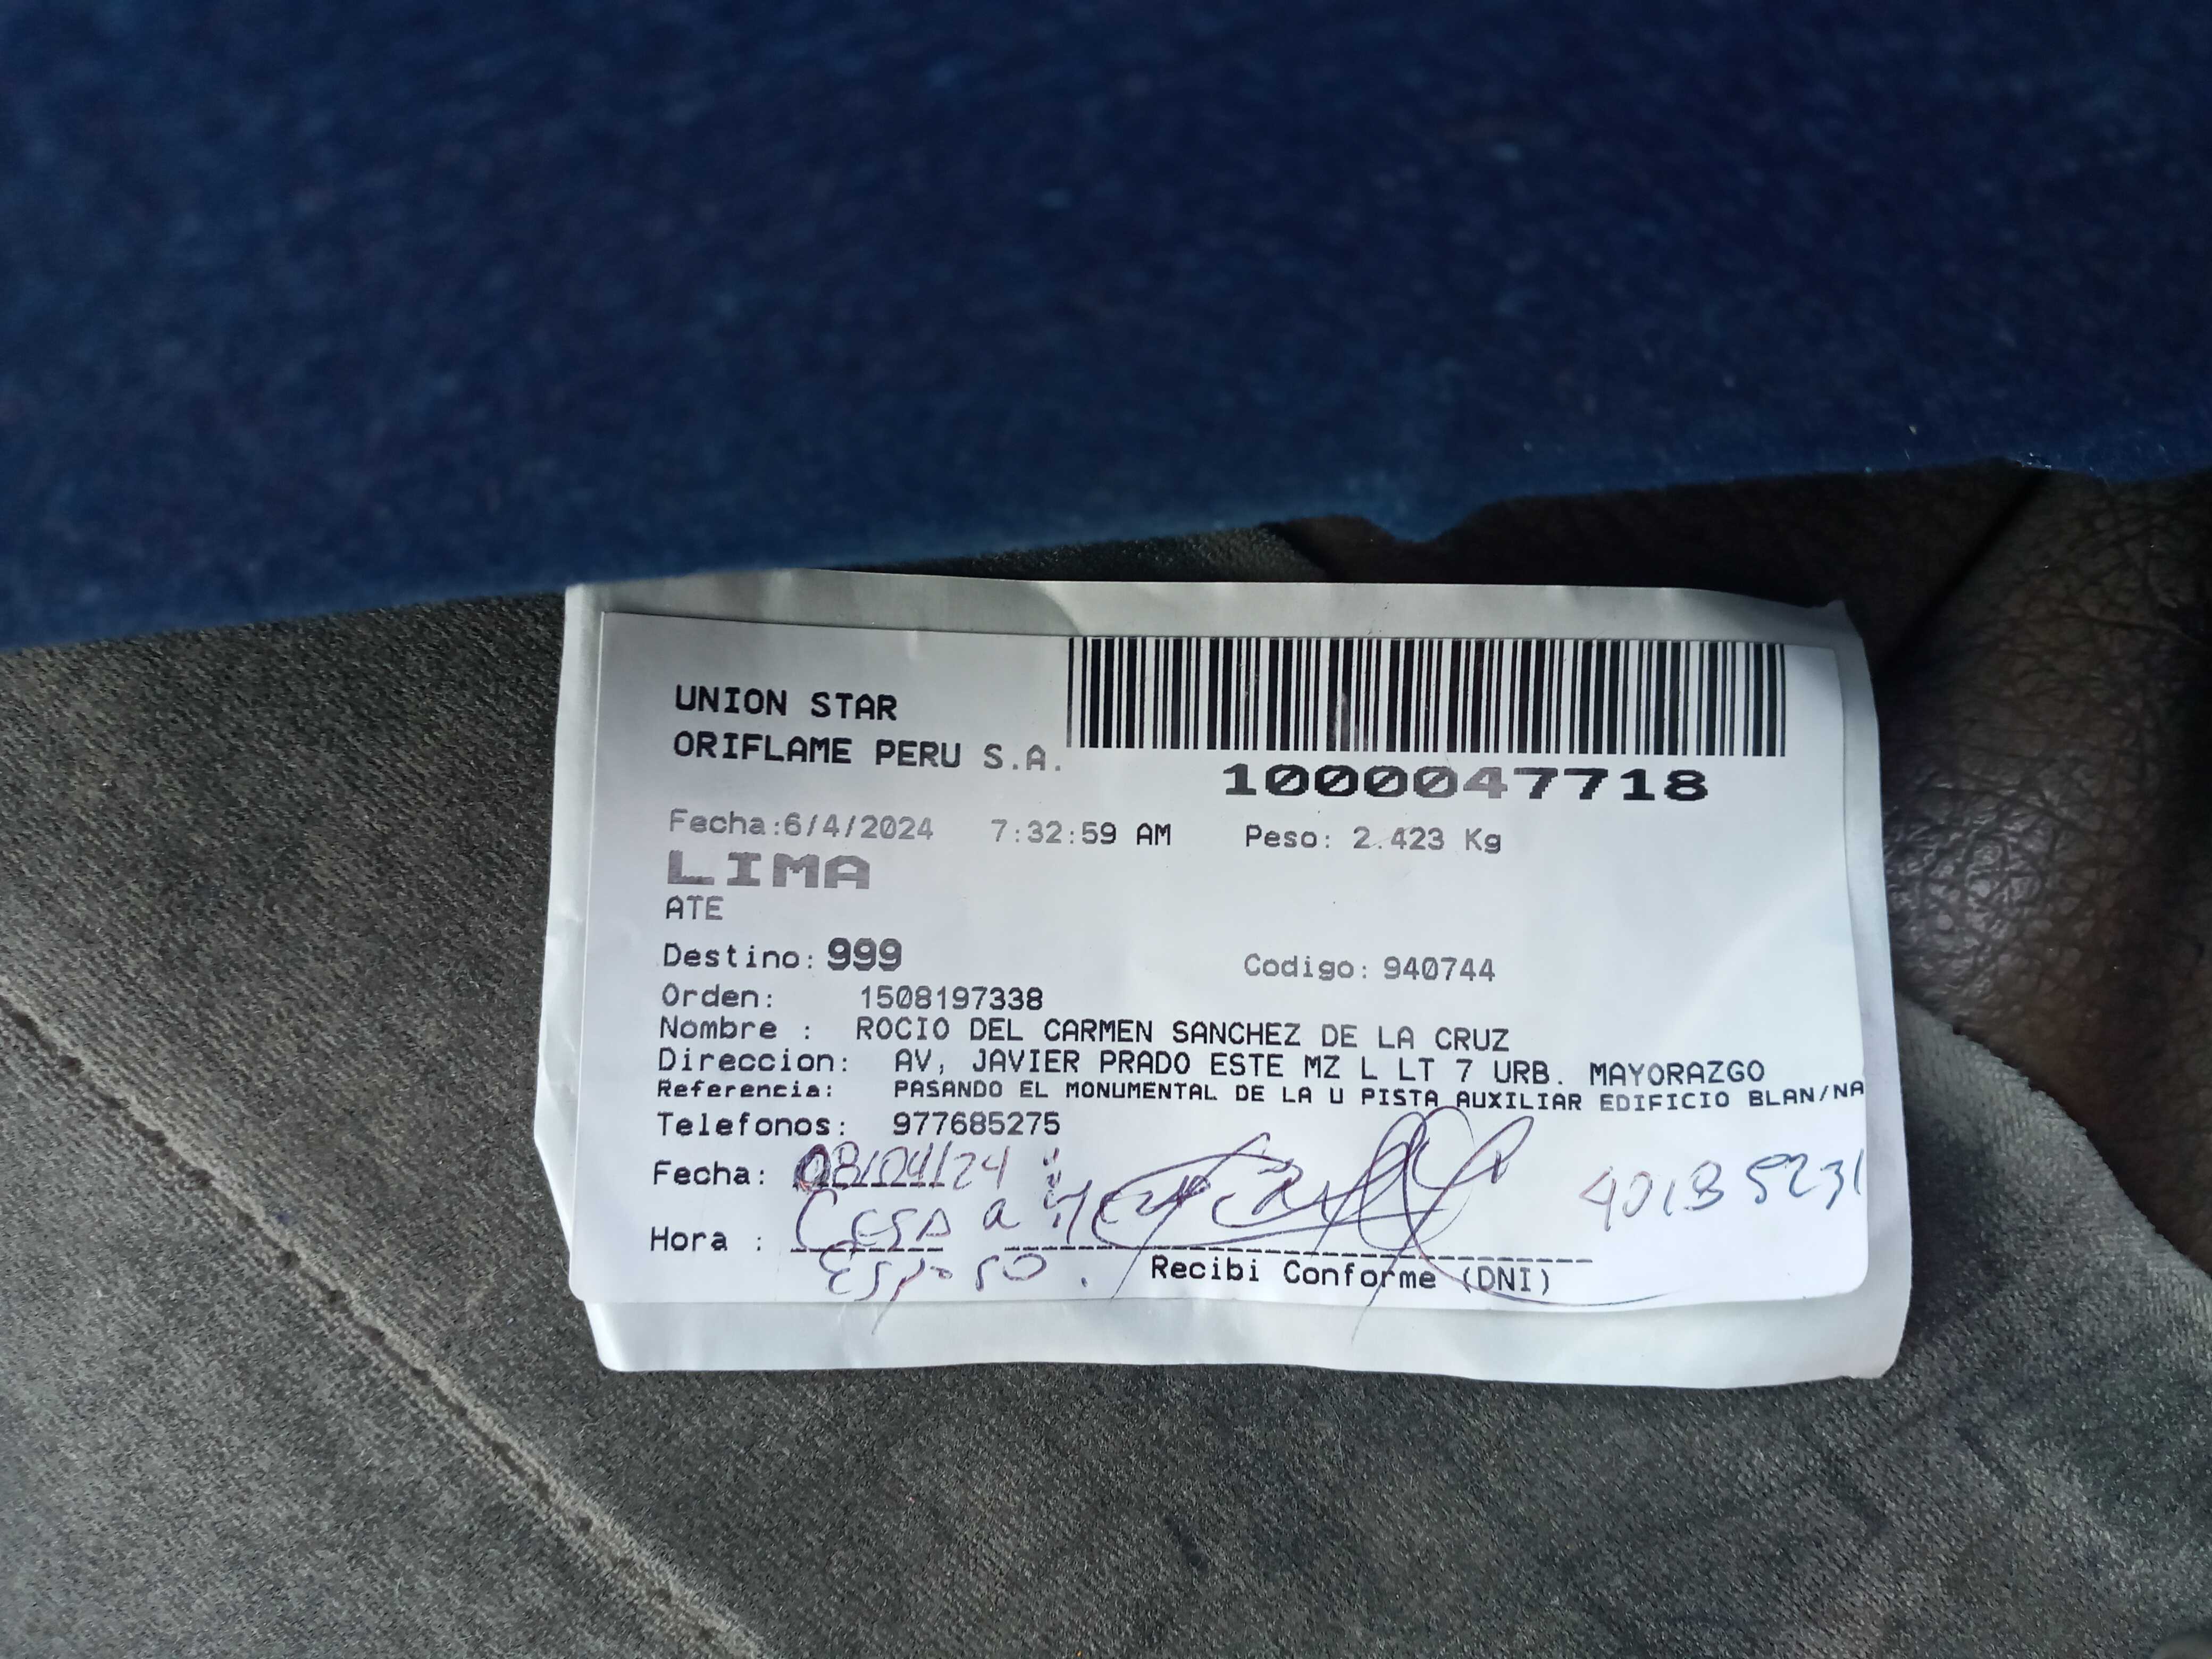 UNION STAR
ORIFLAME PERU S.A.
1000047718
Fecha:6/4/2024 7:32:59 AM Peso: 2.423 Kg
LIMA
ATE
Destino: 999 Codigo: 940744
Orden: 1508197338
Nombre : ROCIO DEL CARMEN SANCHEZ DE LA CRUZ
Direccion: AV, JAVIER PRADO ESTE MZ L LT 7 URB. MAYORAZGO
Referencia: PASANDO EL MONUMENTAL DE LA U PISTA AUXILIAR EDIFICIO BLAN/NA
Telefonos: 977685275
Fecha: 08/04/24
Hora :
Esposo.
Recibi Conforme (DNI)